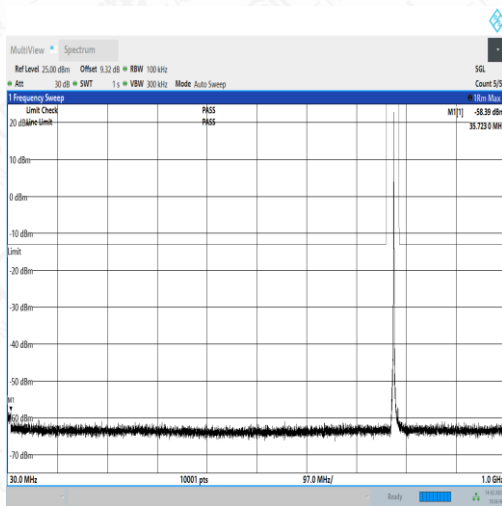 MultiView Spectrum
Ref Level 25.00 dBm Offset 9.32 dB RBW 100 kHz SGL
Att 30 dB SWT 1 s VBW 300 kHz Mode Auto Sweep Count 5/5
1 Frequency Sweep 1Rm Max
Limit Check PASS M1[1] -58.39 dBm
20 dBm Line Limit PASS 35.723 0 MH
10 dBm
0 dBm
-10 dBm
Limit
-20 dBm
-30 dBm
-40 dBm
-50 dBm
M1
-60 dBm
-70 dBm
30.0 MHz 10001 pts 97.0 MHz/ 1.0 GHz
Ready